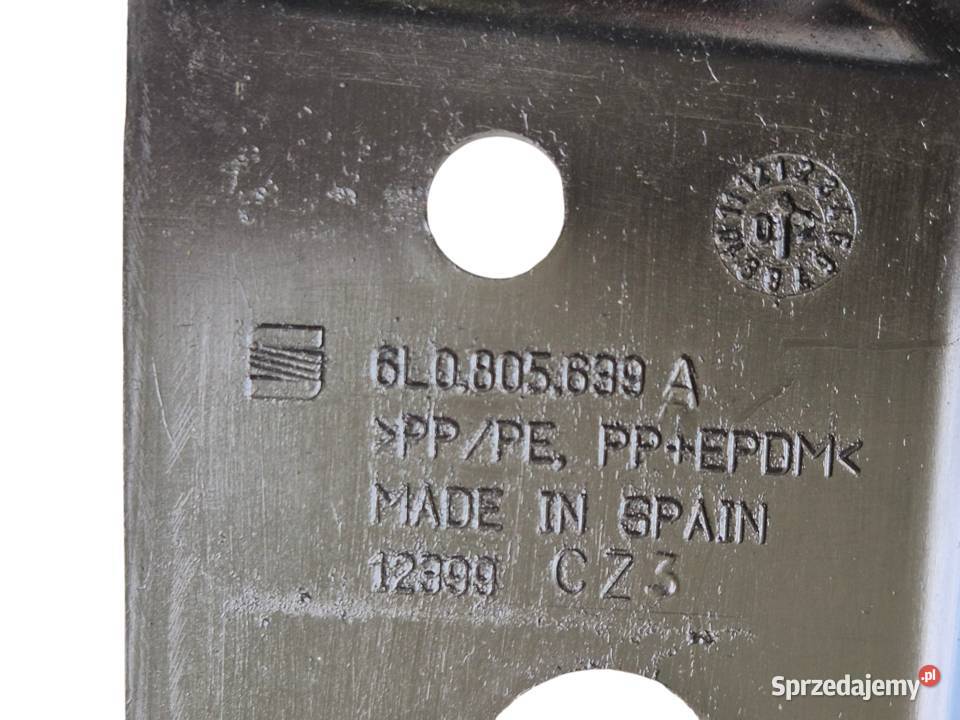 6L0.805.639 A
>PP/PE, PP+EPDM<
MADE IN SPAIN
12399 CZ3
Sprzedajemy.pl